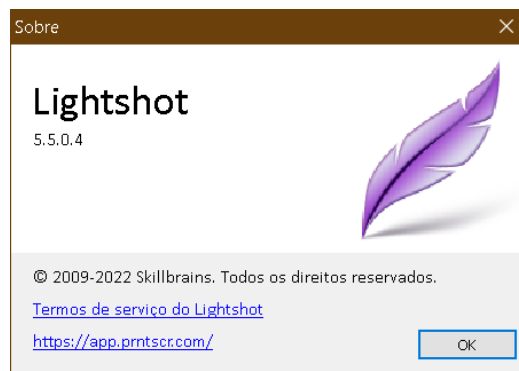 Sobre
Lightshot
5.5.0.4
© 2009-2022 Skillbrains. Todos os direitos reservados.
Termos de serviço do Lightshot
https://app.prntscr.com/
OK